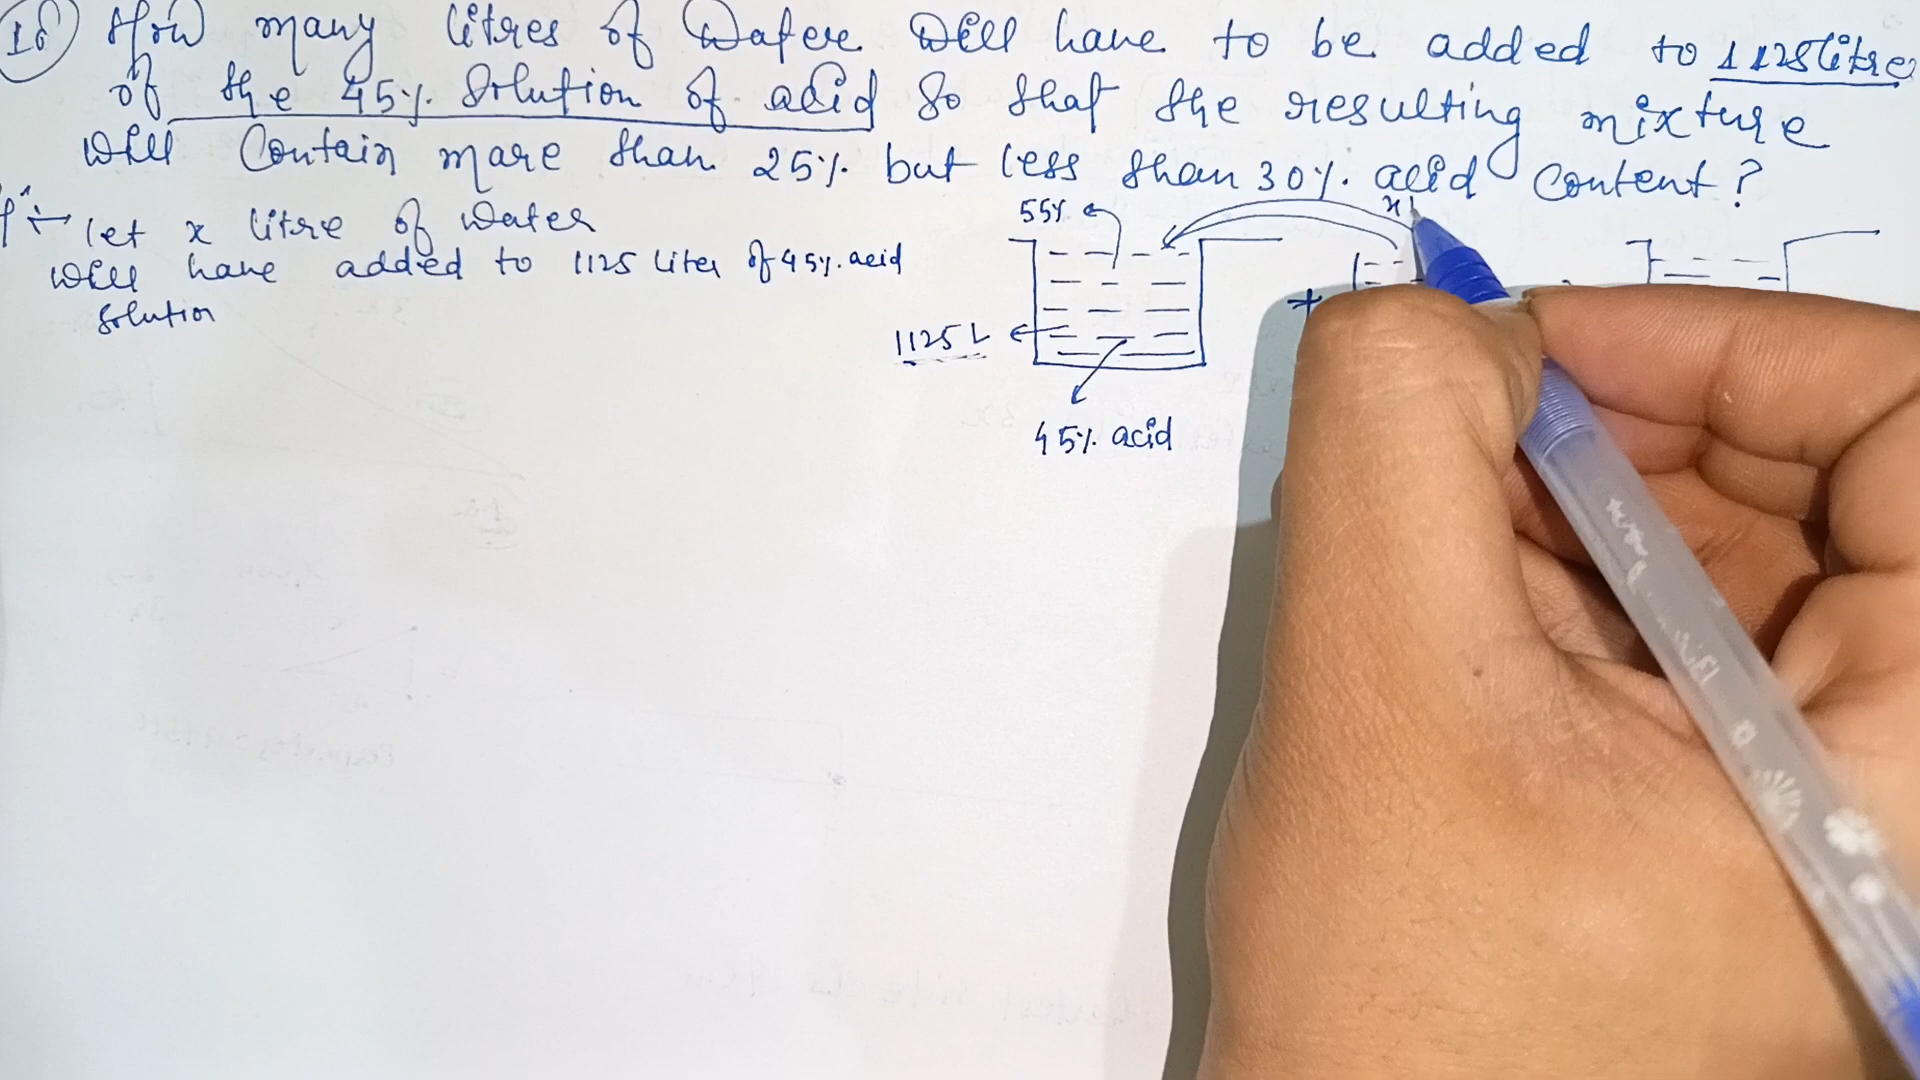 18 How many litres of Water Will have to be added to 1125 litres
of the 45% Solution of acid So that the resulting mixture
Will Contain more than 25% but less than 30% acid Content?
let x litre of Water
Will have added to 1125 liter of 45% acid
Solution
55%
x
1125 L
+
45% acid